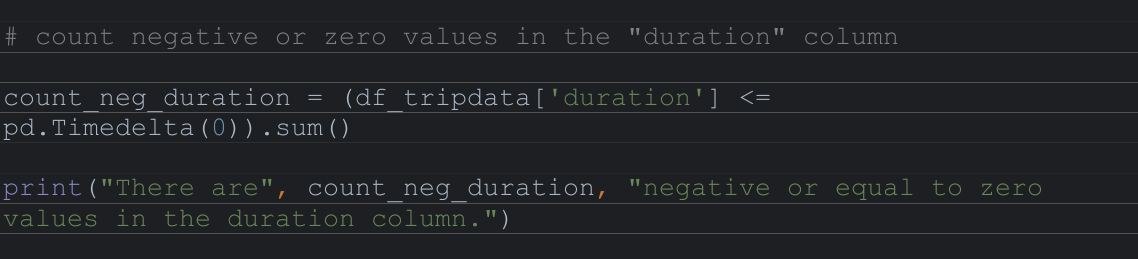 # count negative or zero values in the "duration" column
count_neg_duration = (df_tripdata['duration'] <=
pd.Timedelta(0)).sum()
print("There are", count_neg_duration, "negative or equal to zero
values in the duration column.")